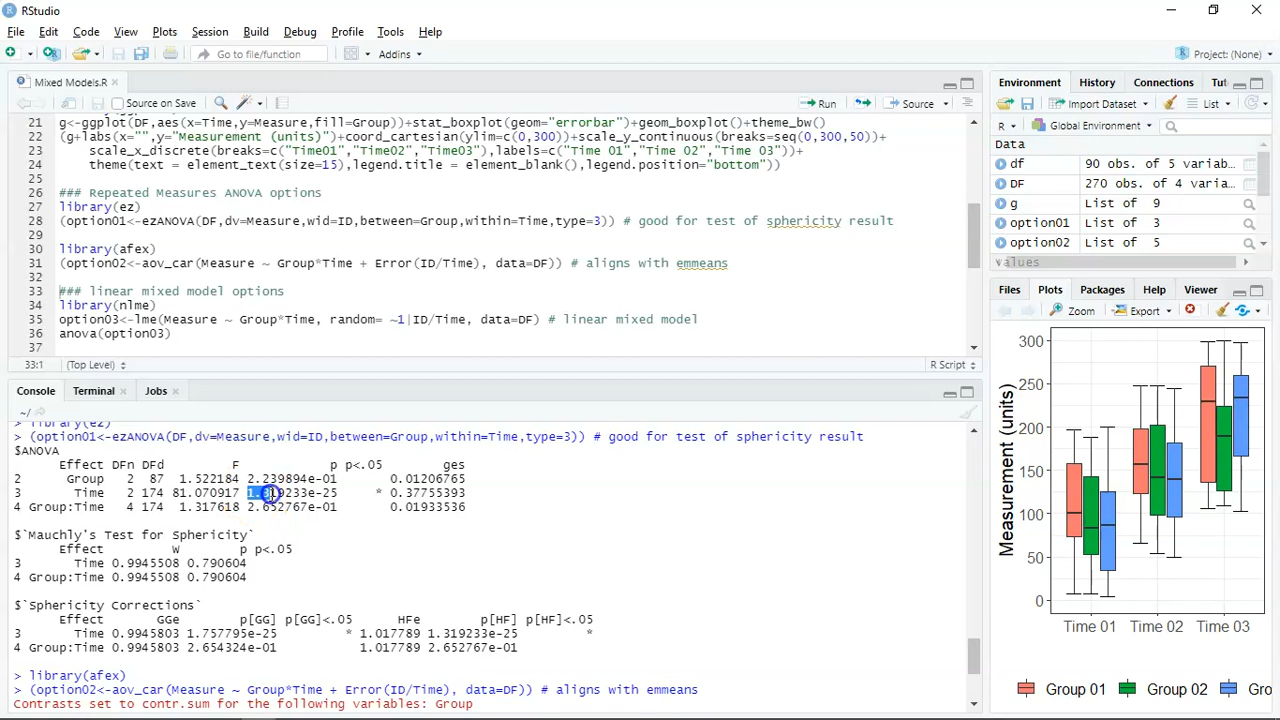 RStudio
File Edit Code View Plots Session Build Debug Profile Tools Help
Go to file/function Addins Project: (None)
Mixed Models.R
Source on Save Run Source
21 g<-ggplot(DF,aes(x=Time,y=Measure,fill=Group))+stat_boxplot(geom="errorbar")+geom_boxplot()+theme_bw()
22 (g+labs(x="",y="Measurement (units)")+coord_cartesian(ylim=c(0,300))+scale_y_continuous(breaks=seq(0,300,50))+
23 scale_x_discrete(breaks=c("Time01","Time02","Time03"),labels=c("Time 01","Time 02","Time 03"))+
24 theme(text = element_text(size=15),legend.title = element_blank(),legend.position="bottom"))
25
26 ### Repeated Measures ANOVA options
27 library(ez)
28 (option01<-ezANOVA(DF,dv=Measure,wid=ID,between=Group,within=Time,type=3)) # good for test of sphericity result
29
30 library(afex)
31 (option02<-aov_car(Measure ~ Group*Time + Error(ID/Time), data=DF)) # aligns with emmeans
32
33 ### linear mixed model options
34 library(nlme)
35 option03<-lme(Measure ~ Group*Time, random= ~1|ID/Time, data=DF) # linear mixed model
36 anova(option03)
37
33:1 (Top Level) R Script
Console Terminal Jobs
~/
> library(ez)
> (option01<-ezANOVA(DF,dv=Measure,wid=ID,between=Group,within=Time,type=3)) # good for test of sphericity result
$ANOVA
Effect DFn DFd F p p<.05 ges
2 Group 2 87 1.522184 2.239894e-01 0.01206765
3 Time 2 174 81.070917 1.319233e-25 * 0.37755393
4 Group:Time 4 174 1.317618 2.652767e-01 0.01933536
$`Mauchly's Test for Sphericity`
Effect W p p<.05
3 Time 0.9945508 0.790604
4 Group:Time 0.9945508 0.790604
$`Sphericity Corrections`
Effect GGe p[GG] p[GG]<.05 HFe p[HF] p[HF]<.05
3 Time 0.9945803 1.757795e-25 * 1.017789 1.319233e-25 *
4 Group:Time 0.9945803 2.654324e-01 1.017789 2.652767e-01
> library(afex)
> (option02<-aov_car(Measure ~ Group*Time + Error(ID/Time), data=DF)) # aligns with emmeans
Contrasts set to contr.sum for the following variables: Group
Environment History Connections Tut
Import Dataset List
R Global Environment
Data
df 90 obs. of 5 variab…
DF 270 obs. of 4 varia…
g List of 9
option01 List of 3
option02 List of 5
Values
Files Plots Packages Help Viewer
Zoom Export
Measurement (units)
300
250
200
150
100
50
0
Time 01 Time 02 Time 03
Group 01 Group 02 Gro